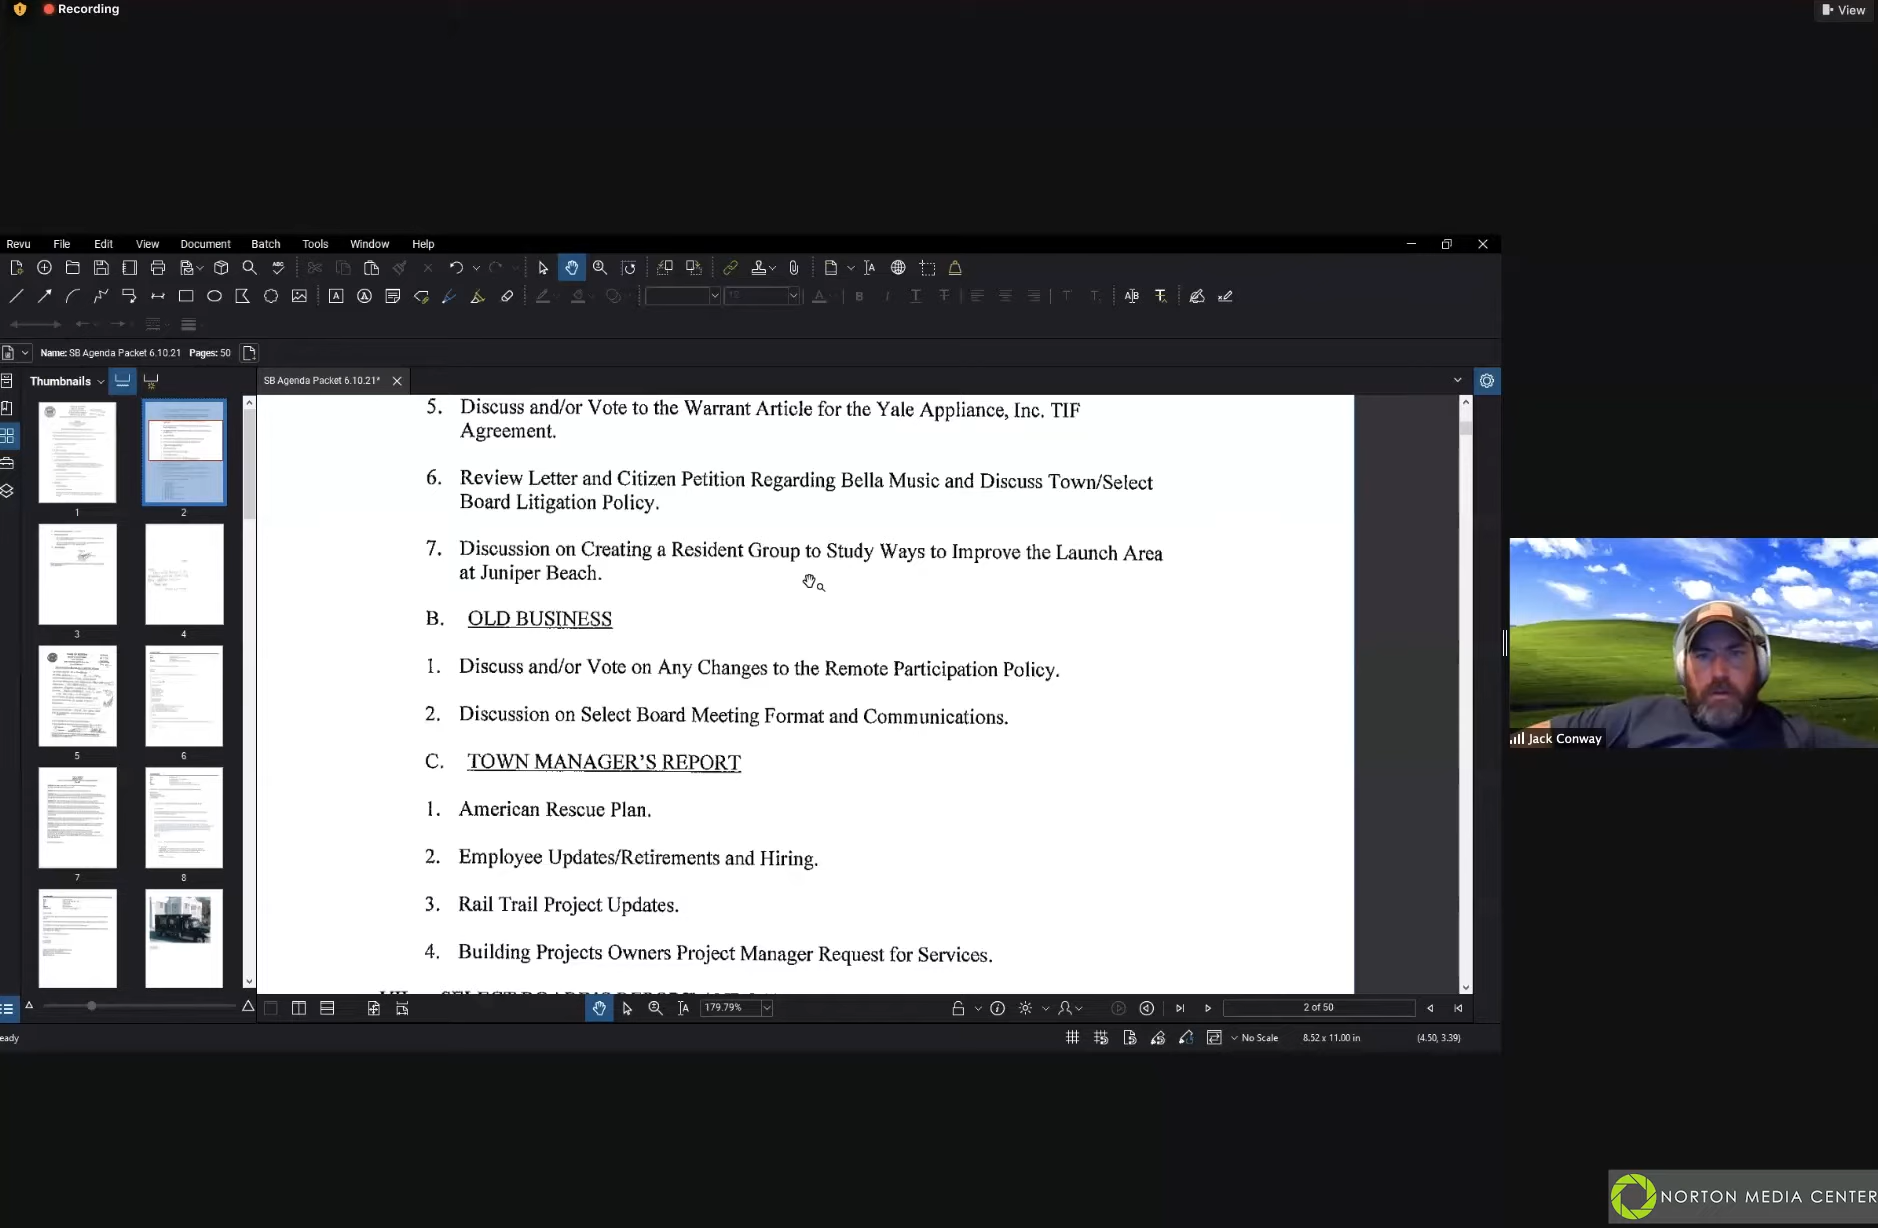 Recording
View
Revu File Edit View Document Batch Tools Window Help
Name: SB Agenda Packet 6.10.21 Pages: 50
Thumbnails
SB Agenda Packet 6.10.21*
5. Discuss and/or Vote to the Warrant Article for the Yale Appliance, Inc. TIF
Agreement.
6. Review Letter and Citizen Petition Regarding Bella Music and Discuss Town/Select
Board Litigation Policy.
7. Discussion on Creating a Resident Group to Study Ways to Improve the Launch Area
at Juniper Beach.
B. OLD BUSINESS
1. Discuss and/or Vote on Any Changes to the Remote Participation Policy.
2. Discussion on Select Board Meeting Format and Communications.
C. TOWN MANAGER'S REPORT
1. American Rescue Plan.
2. Employee Updates/Retirements and Hiring.
3. Rail Trail Project Updates.
4. Building Projects Owners Project Manager Request for Services.
1 2
3 4
5 6
7 8
179.79%
2 of 50
eady
No Scale 8.52 x 11.00 in (4.50, 3.39)
Jack Conway
NORTON MEDIA CENTER